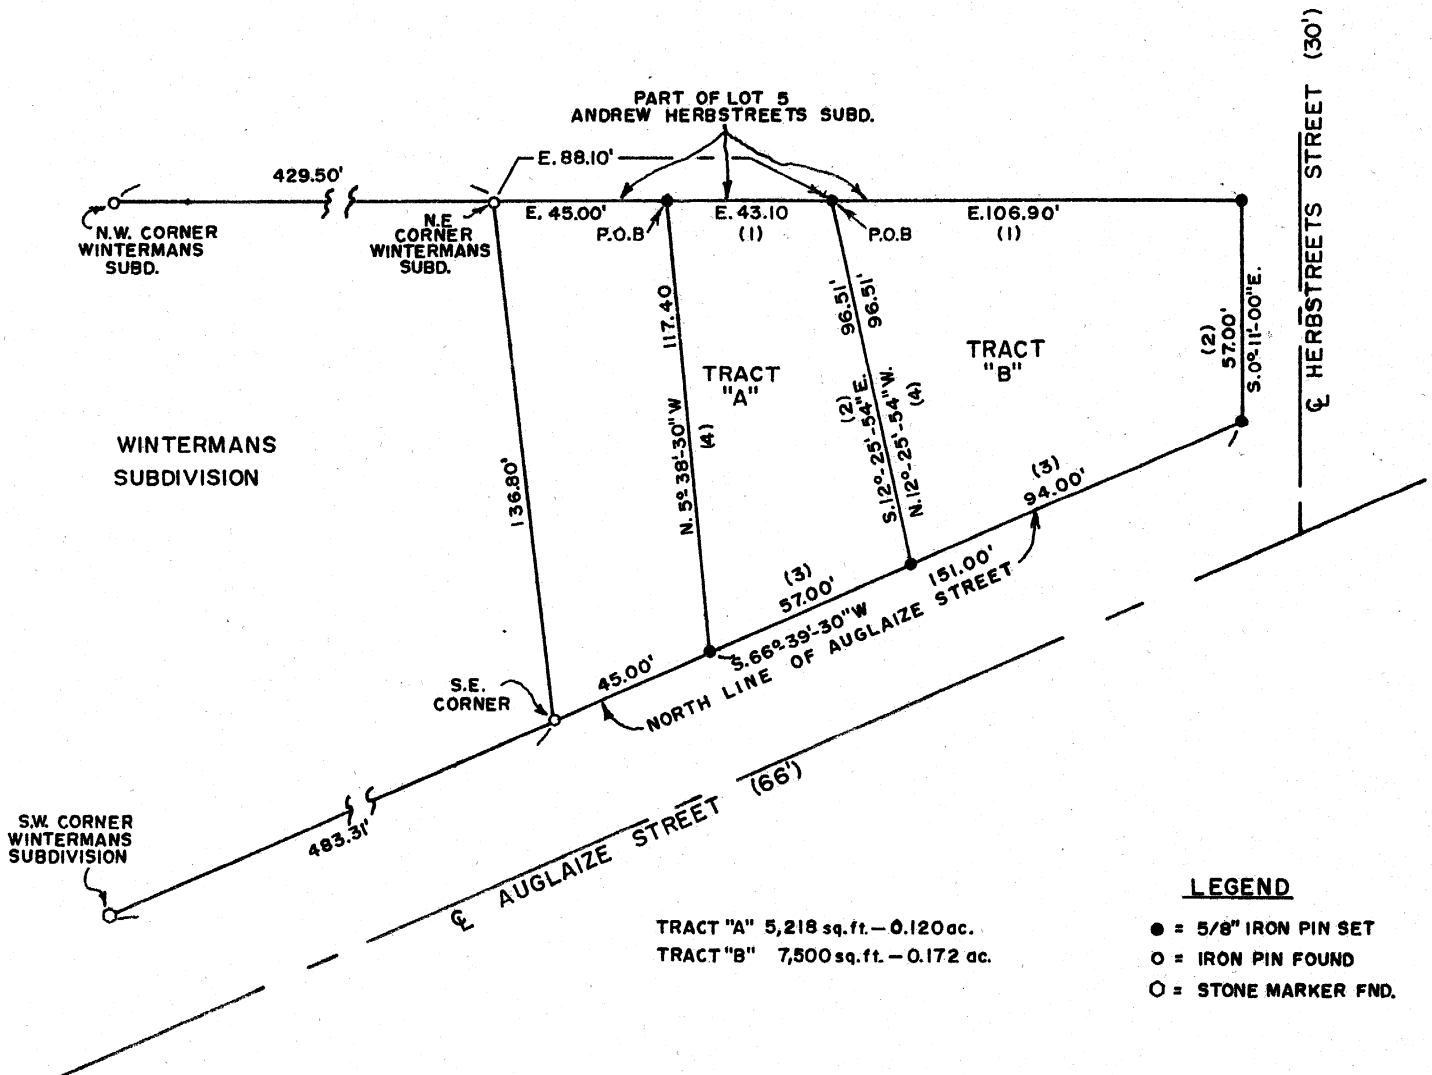 PART OF LOT 5
ANDREW HERBSTREETS SUBD.
E. 88.10'
429.50'
E. 45.00'
E. 43.10
(1)
E.106.90'
(1)
P.O.B
P.O.B
N.W. CORNER
WINTERMANS
SUBD.
N.E
CORNER
WINTERMANS
SUBD.
℄ HERBSTREETS STREET (30')
117.40
N. 5°-38'-30"W
(4)
TRACT
"A"
96.51'
96.51'
(2)
S.12°-25'-54"E.
N.12°-25'-54"W.
(4)
TRACT
"B"
(2)
57.00'
S.0°-11'-00"E.
WINTERMANS
SUBDIVISION
136.80'
(3)
94.00'
(3)
57.00'
151.00'
S.66°-39'-30"W
NORTH LINE OF AUGLAIZE STREET
45.00'
S.E.
CORNER
S.W. CORNER
WINTERMANS
SUBDIVISION
483.31'
℄ AUGLAIZE STREET (66')
TRACT "A" 5,218 sq.ft.—0.120 ac.
TRACT "B" 7,500 sq.ft.—0.172 ac.
LEGEND
● = 5/8" IRON PIN SET
○ = IRON PIN FOUND
⬡ = STONE MARKER FND.